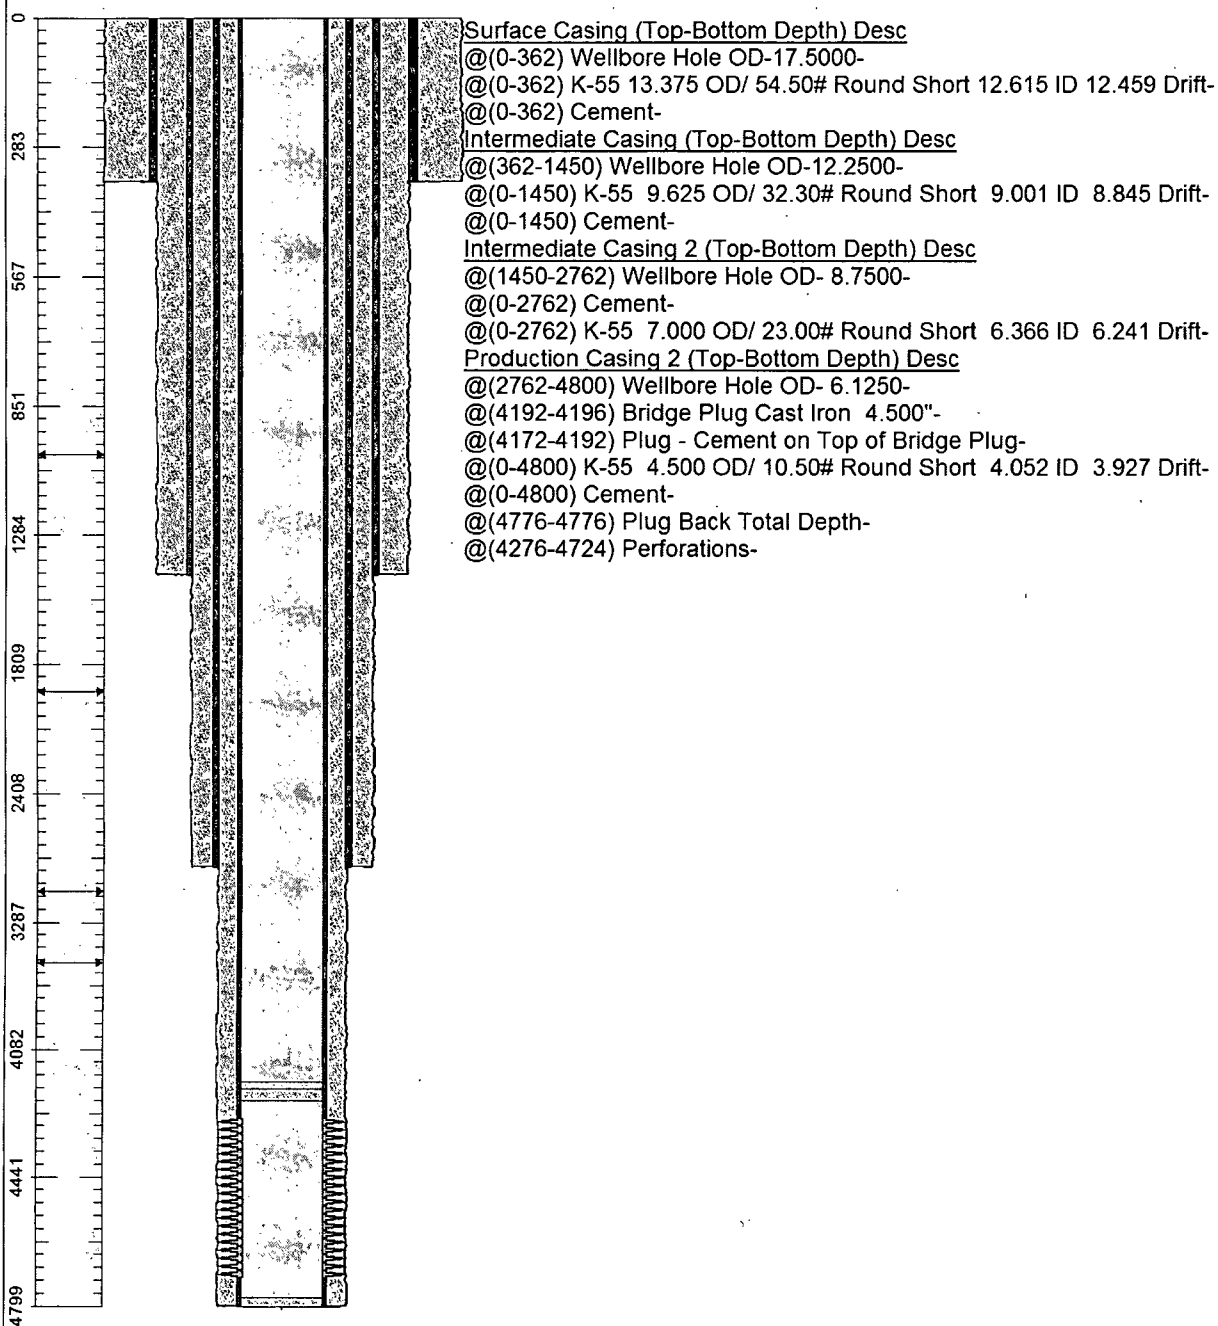 Surface Casing (Top-Bottom Depth) Desc
@(0-362) Wellbore Hole OD-17.5000-
@(0-362) K-55 13.375 OD/ 54.50# Round Short 12.615 ID 12.459 Drift-
@(0-362) Cement-
Intermediate Casing (Top-Bottom Depth) Desc
@(362-1450) Wellbore Hole OD-12.2500-
@(0-1450) K-55 9.625 OD/ 32.30# Round Short 9.001 ID 8.845 Drift-
@(0-1450) Cement-
Intermediate Casing 2 (Top-Bottom Depth) Desc
@(1450-2762) Wellbore Hole OD- 8.7500-
@(0-2762) Cement-
@(0-2762) K-55 7.000 OD/ 23.00# Round Short 6.366 ID 6.241 Drift-
Production Casing 2 (Top-Bottom Depth) Desc
@(2762-4800) Wellbore Hole OD- 6.1250-
@(4192-4196) Bridge Plug Cast Iron 4.500"-
@(4172-4192) Plug - Cement on Top of Bridge Plug-
@(0-4800) K-55 4.500 OD/ 10.50# Round Short 4.052 ID 3.927 Drift-
@(0-4800) Cement-
@(4776-4776) Plug Back Total Depth-
@(4276-4724) Perforations-
0
283
567
851
1284
1809
2408
3287
4082
4441
4799